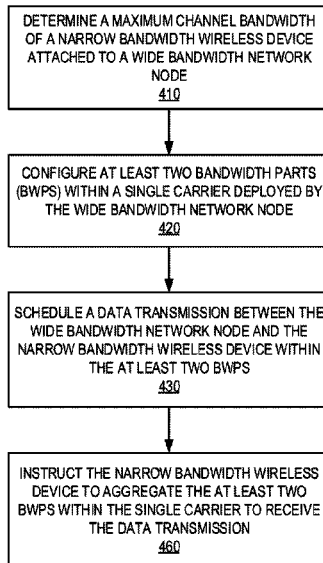 DETERMINE A MAXIMUM CHANNEL BANDWIDTH
OF A NARROW BANDWIDTH WIRELESS DEVICE
ATTACHED TO A WIDE BANDWIDTH NETWORK
NODE
410
CONFIGURE AT LEAST TWO BANDWIDTH PARTS
(BWPS) WITHIN A SINGLE CARRIER DEPLOYED BY
THE WIDE BANDWIDTH NETWORK NODE
420
SCHEDULE A DATA TRANSMISSION BETWEEN THE
WIDE BANDWIDTH NETWORK NODE AND THE
NARROW BANDWIDTH WIRELESS DEVICE WITHIN
THE AT LEAST TWO BWPS
430
INSTRUCT THE NARROW BANDWIDTH WIRELESS
DEVICE TO AGGREGATE THE AT LEAST TWO
BWPS WITHIN THE SINGLE CARRIER TO RECEIVE
THE DATA TRANSMISSION
460